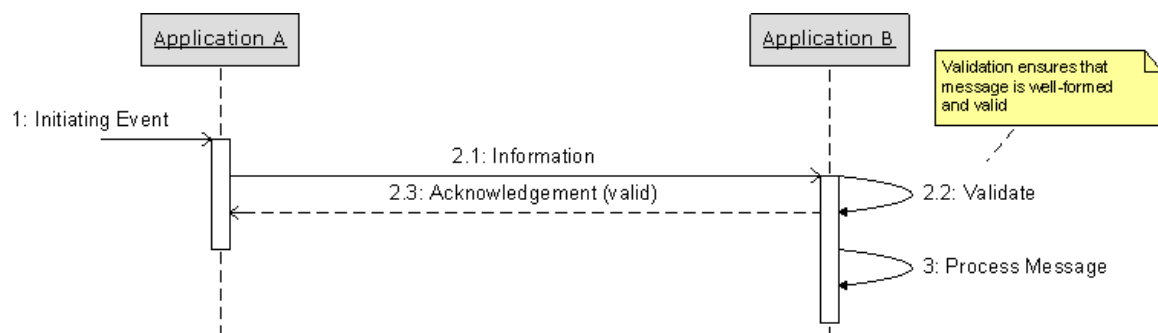 Application A
Application B
Validation ensures that
message is well-formed
and valid
1: Initiating Event
2.1: Information
2.3: Acknowledgement (valid)
2.2: Validate
3: Process Message